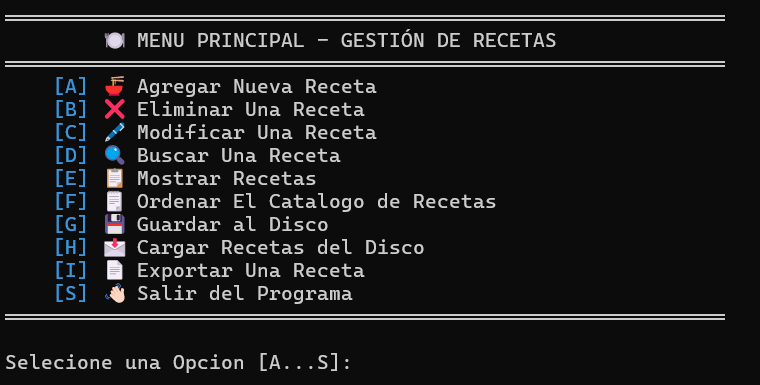 🍽️ MENU PRINCIPAL – GESTIÓN DE RECETAS
[A] 🍜 Agregar Nueva Receta
[B] ❌ Eliminar Una Receta
[C] 🖊️ Modificar Una Receta
[D] 🔍 Buscar Una Receta
[E] 📋 Mostrar Recetas
[F] 🗒️ Ordenar El Catalogo de Recetas
[G] 💾 Guardar al Disco
[H] 📩 Cargar Recetas del Disco
[I] 📄 Exportar Una Receta
[S] 👋🏻 Salir del Programa
Selecione una Opcion [A...S]: